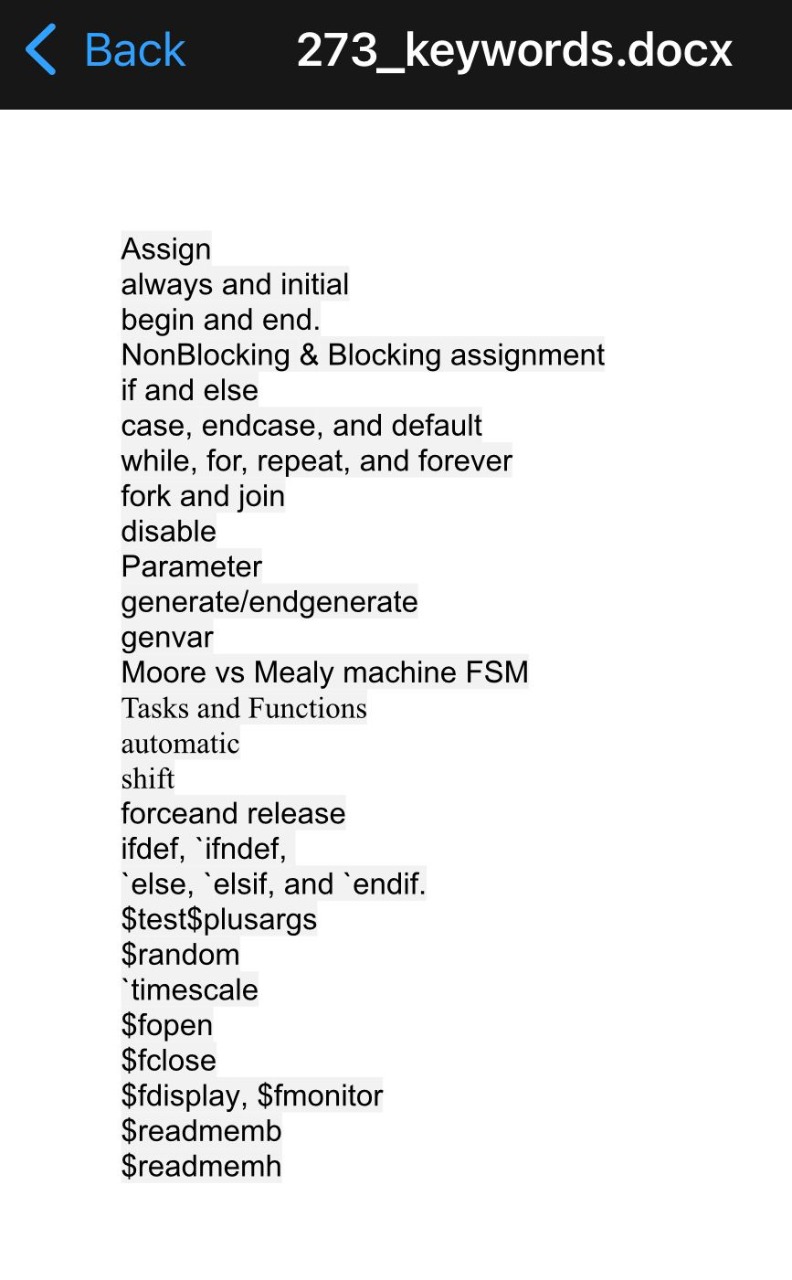 Back
273_keywords.docx
Assign
always and initial
begin and end.
NonBlocking & Blocking assignment
if and else
case, endcase, and default
while, for, repeat, and forever
fork and join
disable
Parameter
generate/endgenerate
genvar
Moore vs Mealy machine FSM
Tasks and Functions
automatic
shift
forceand release
ifdef, `ifndef,
`else, `elsif, and `endif.
$test$plusargs
$random
`timescale
$fopen
$fclose
$fdisplay, $fmonitor
$readmemb
$readmemh